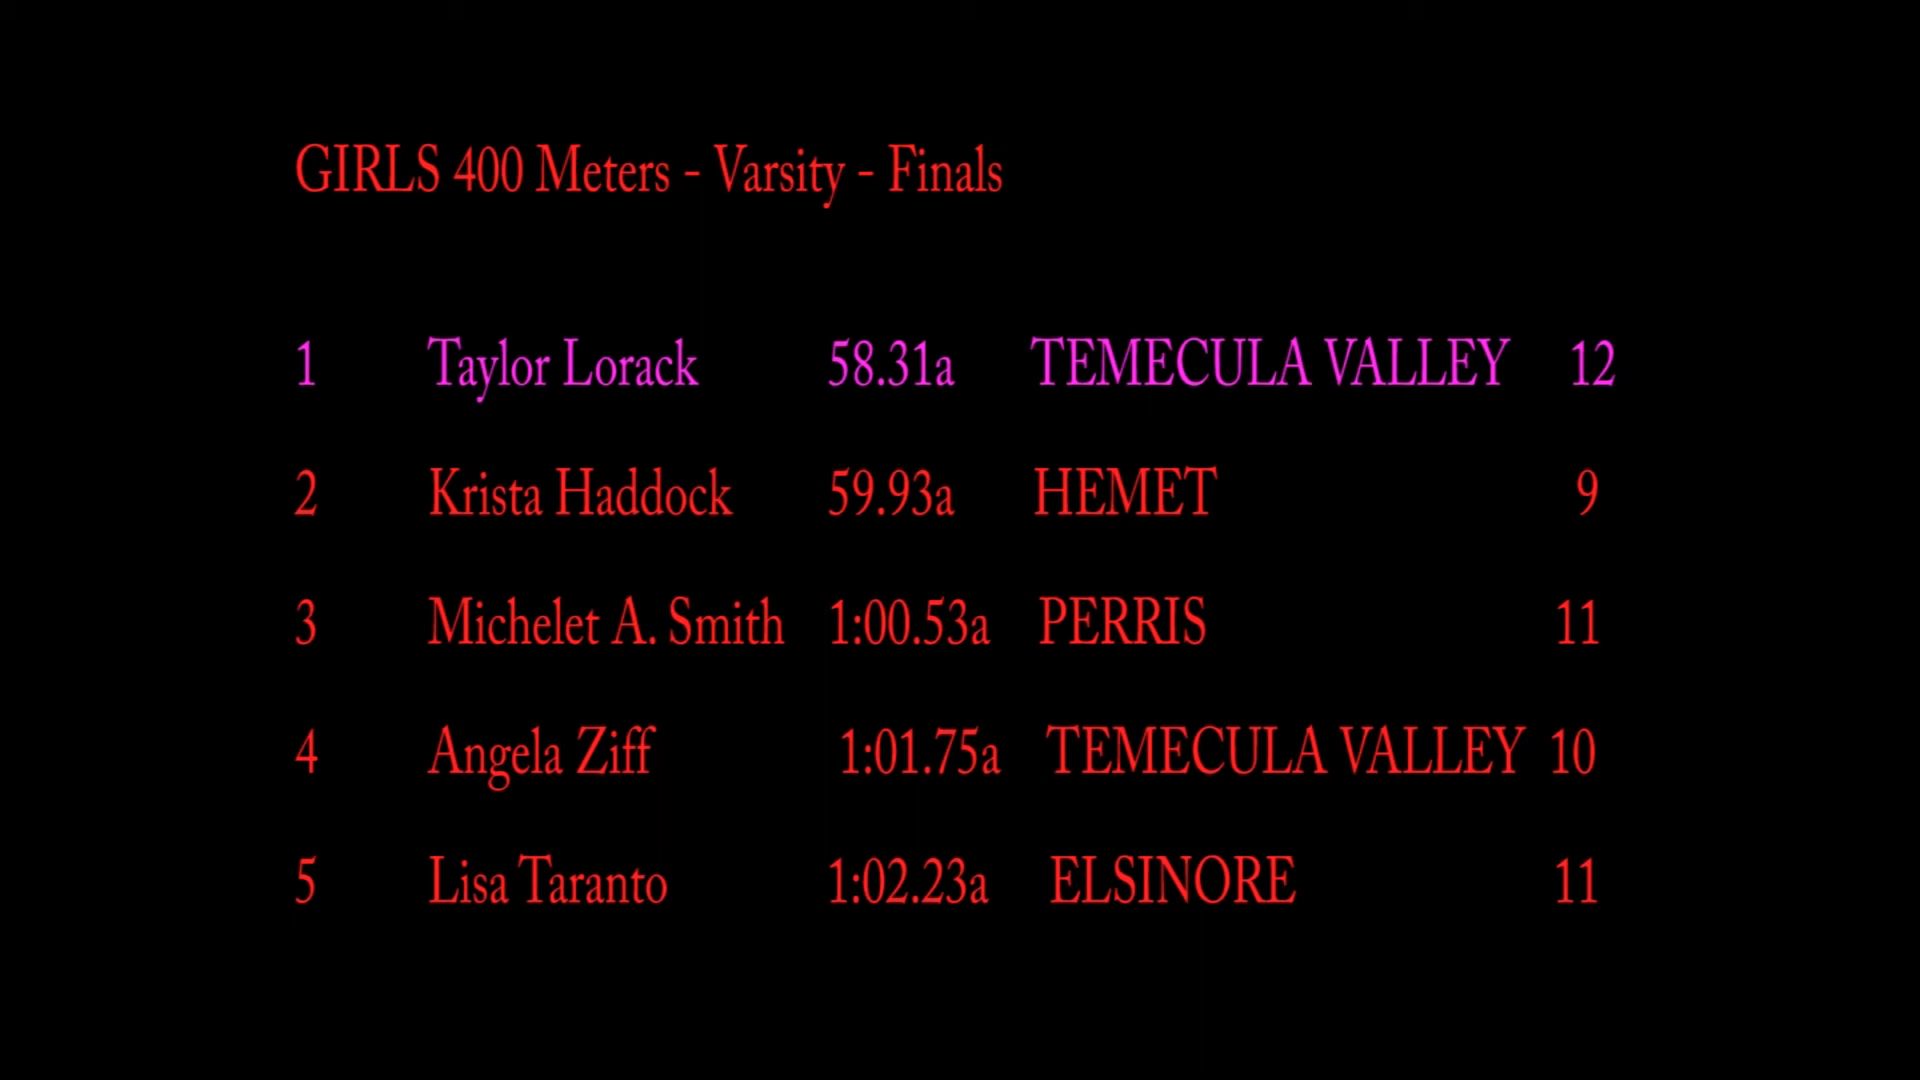 GIRLS 400 Meters - Varsity - Finals
1 Taylor Lorack 58.31a TEMECULA VALLEY 12
2 Krista Haddock 59.93a HEMET 9
3 Michelet A. Smith 1:00.53a PERRIS 11
4 Angela Ziff 1:01.75a TEMECULA VALLEY 10
5 Lisa Taranto 1:02.23a ELSINORE 11